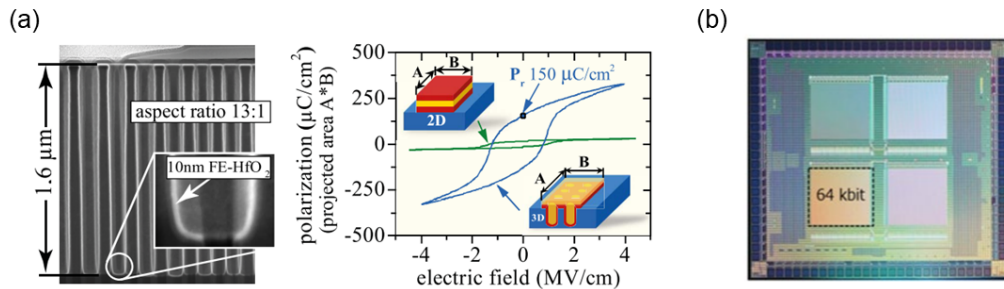 (a)
aspect ratio 13:1
1.6 µm
10nm FE-HfO2
polarization (µC/cm²)
(projected area A*B)
500
250
0
-250
-500
A
B
2D
Pr 150 µC/cm²
A
B
3D
-4
-2
0
2
4
electric field (MV/cm)
(b)
64 kbit